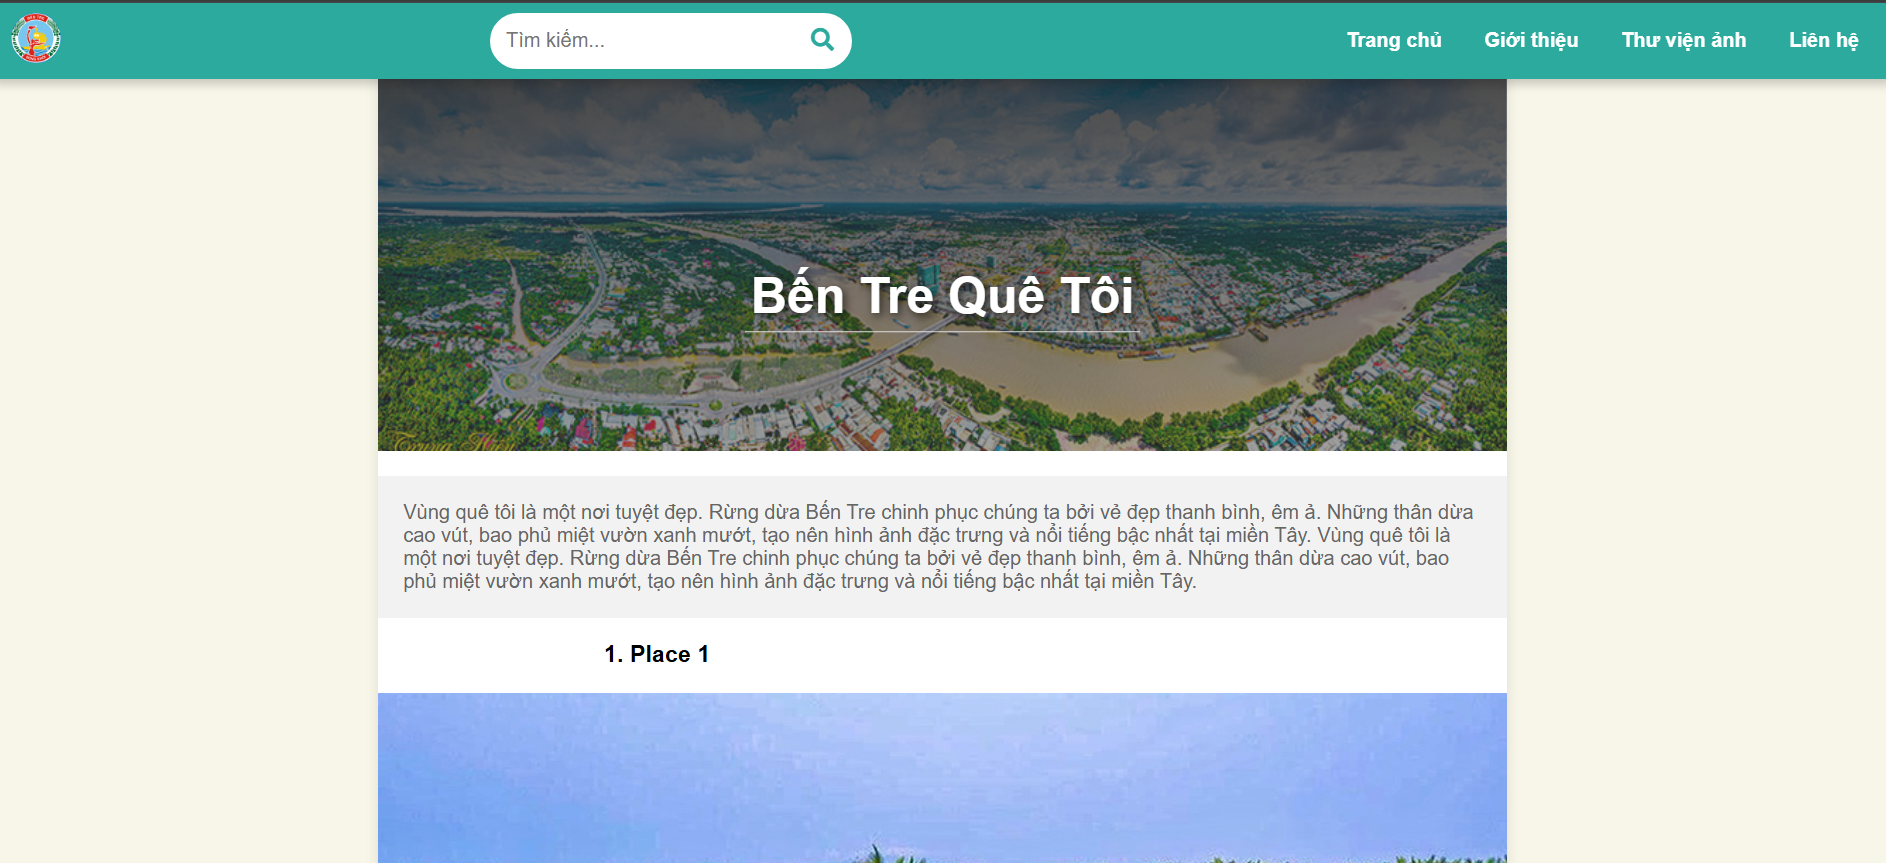 Tìm kiếm...
Trang chủ Giới thiệu Thư viện ảnh Liên hệ
Bến Tre Quê Tôi
Vùng quê tôi là một nơi tuyệt đẹp. Rừng dừa Bến Tre chinh phục chúng ta bởi vẻ đẹp thanh bình, êm ả. Những thân dừa
cao vút, bao phủ miệt vườn xanh mướt, tạo nên hình ảnh đặc trưng và nổi tiếng bậc nhất tại miền Tây. Vùng quê tôi là
một nơi tuyệt đẹp. Rừng dừa Bến Tre chinh phục chúng ta bởi vẻ đẹp thanh bình, êm ả. Những thân dừa cao vút, bao
phủ miệt vườn xanh mướt, tạo nên hình ảnh đặc trưng và nổi tiếng bậc nhất tại miền Tây.
1. Place 1